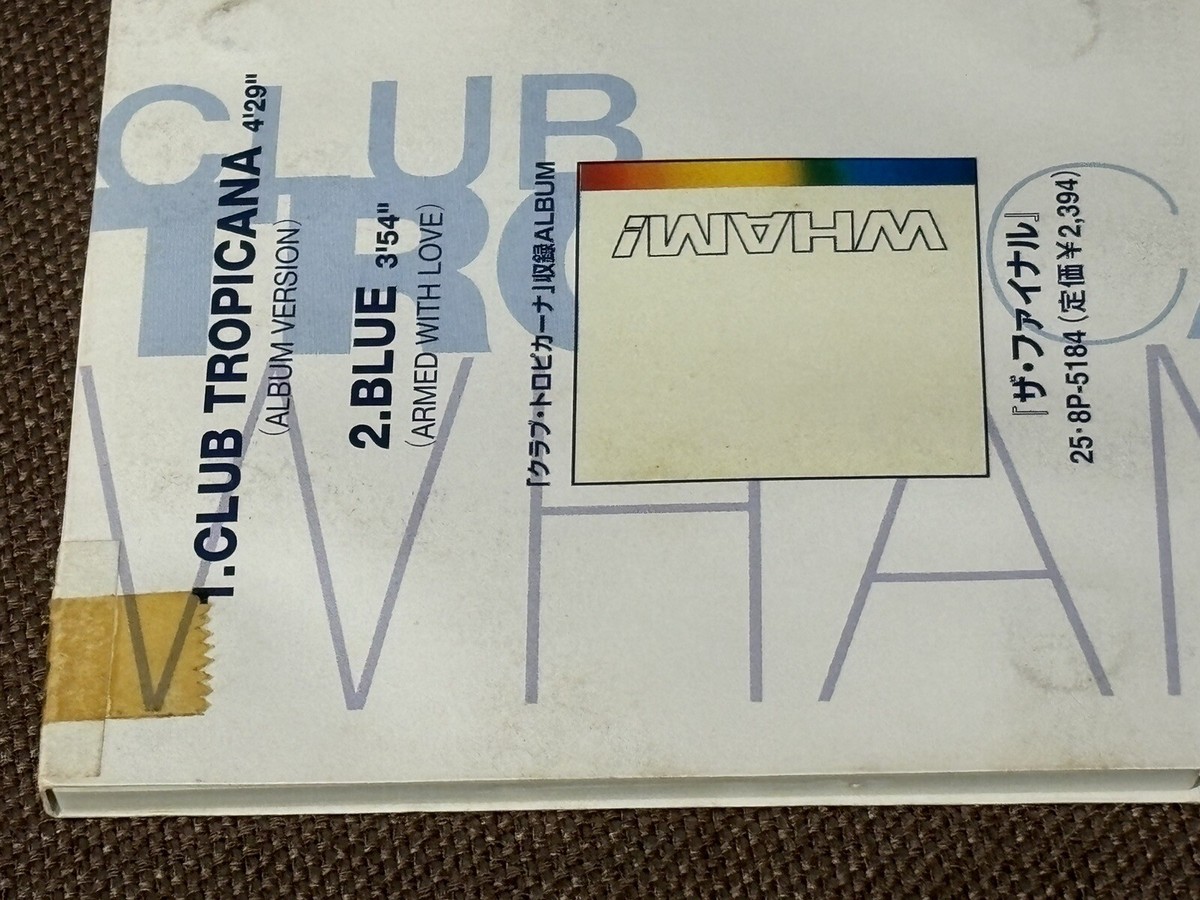 CLUB
TRO
CA
WHAM
1.CLUB TROPICANA 4'29"
(ALBUM VERSION)
2.BLUE 3'54"
(ARMED WITH LOVE)
「クラブ・トロピカーナ」収録ALBUM
WHAM!
『ザ・ファイナル』
25・8P-5184 (定価¥2,394)